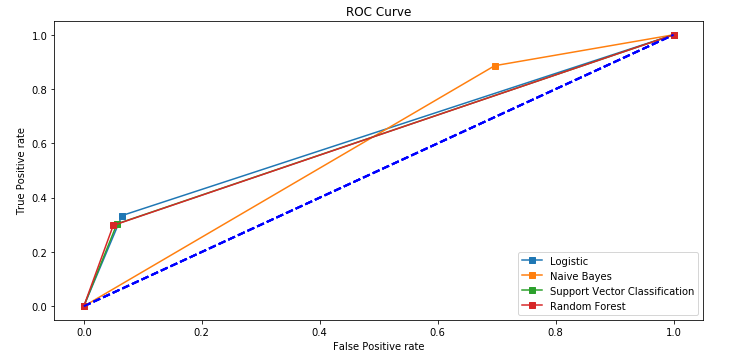 ROC Curve
1.0
0.8
0.6
0.4
0.2
0.0
True Positive rate
0.0 0.2 0.4 0.6 0.8 1.0
False Positive rate
Logistic
Naive Bayes
Support Vector Classification
Random Forest